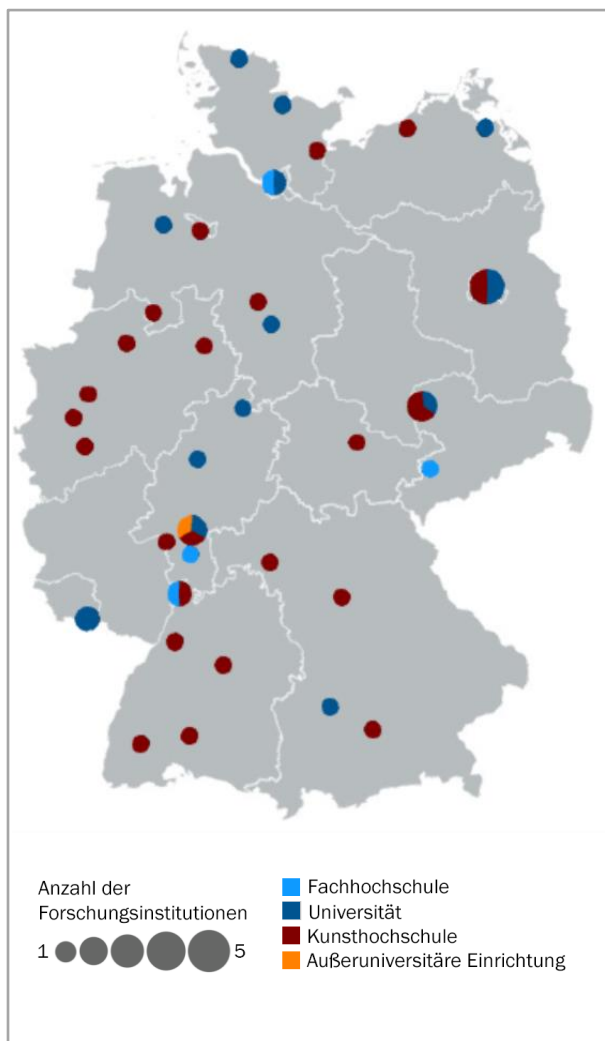 Anzahl der
Forschungsinstitutionen
1 5
Fachhochschule
Universität
Kunsthochschule
Außeruniversitäre Einrichtung